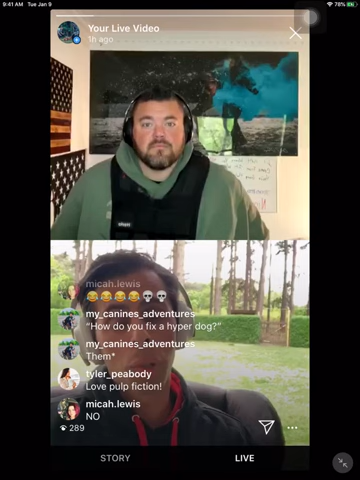 9:41 AM Tue Jan 9
8%
Your Live Video
1h ago
micah.lewis
😂😂😂😂💀💀
my_canines_adventures
"How do you fix a hyper dog?"
my_canines_adventures
Them*
tyler_peabody
Love pulp fiction!
micah.lewis
NO
289
STORY
LIVE